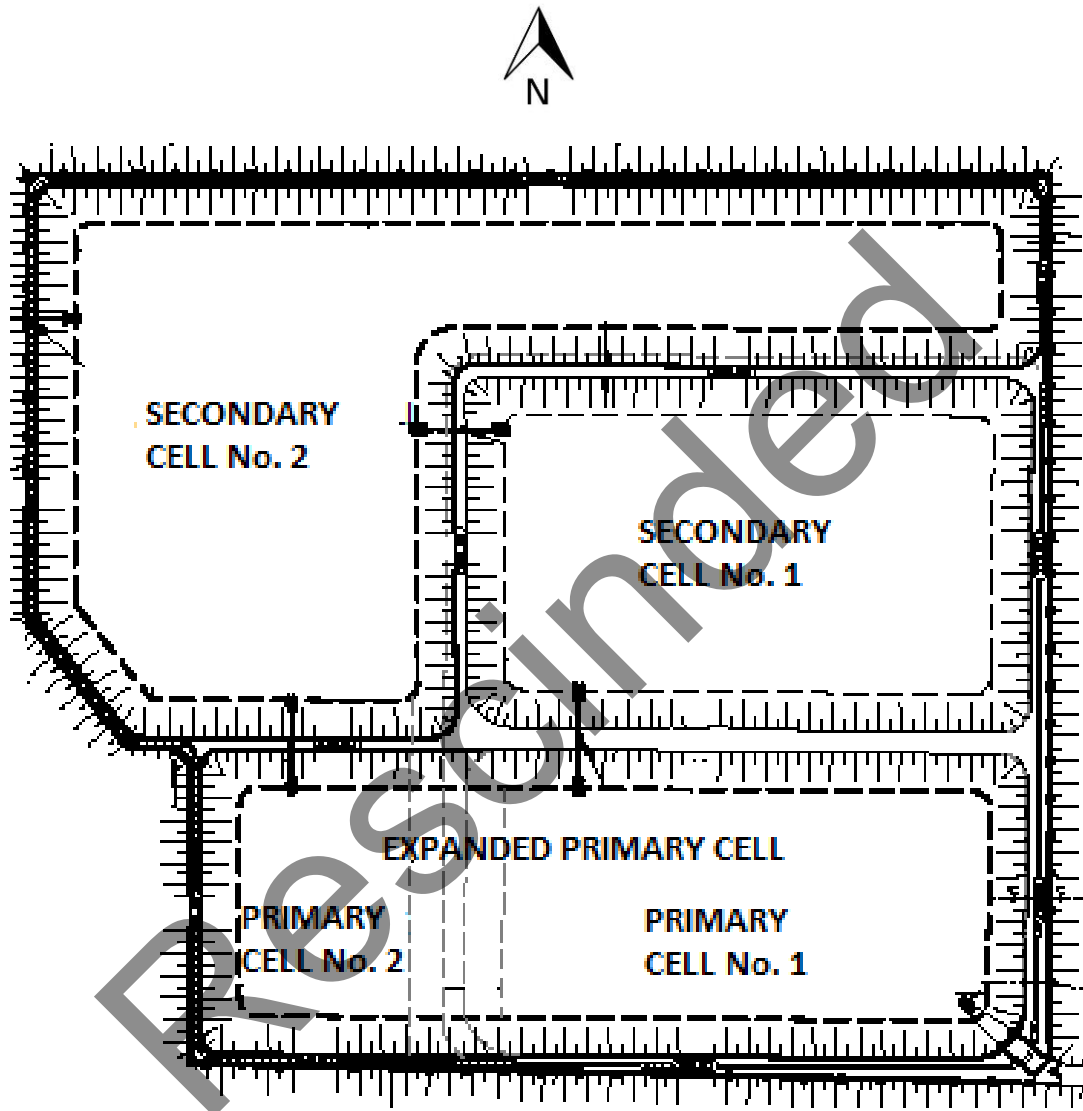 N
SECONDARY
CELL No. 2
SECONDARY
CELL No. 1
EXPANDED PRIMARY CELL
PRIMARY
CELL No. 2
PRIMARY
CELL No. 1
Rescinded